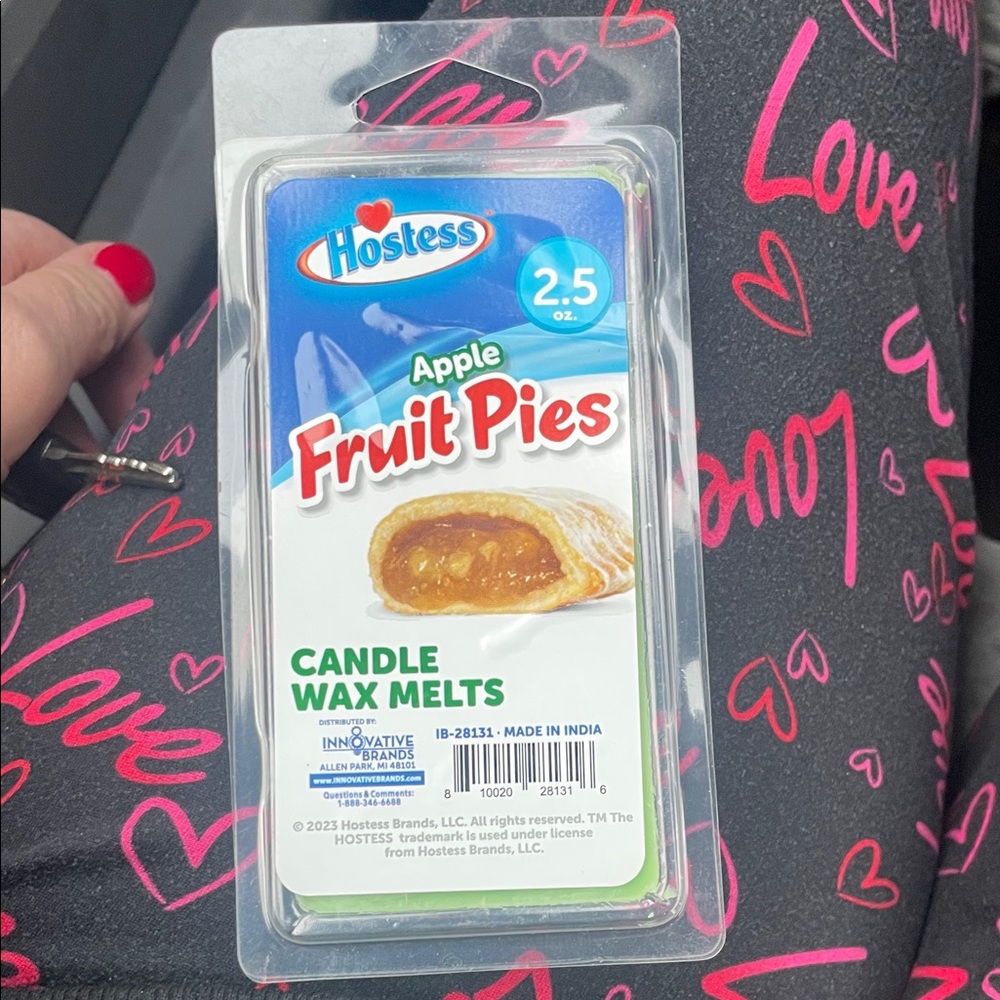 Hostess
2.5
oz.
Apple
Fruit Pies
CANDLE
WAX MELTS
DISTRIBUTED BY:
INNOVATIVE
BRANDS
ALLEN PARK, MI 48101
www.INNOVATIVEBRANDS.com
Questions & Comments:
1-888-346-6688
IB-28131 · MADE IN INDIA
8 10020 28131 6
© 2023 Hostess Brands, LLC. All rights reserved. TM The
HOSTESS trademark is used under license
from Hostess Brands, LLC.
Love
Love
Love
Love